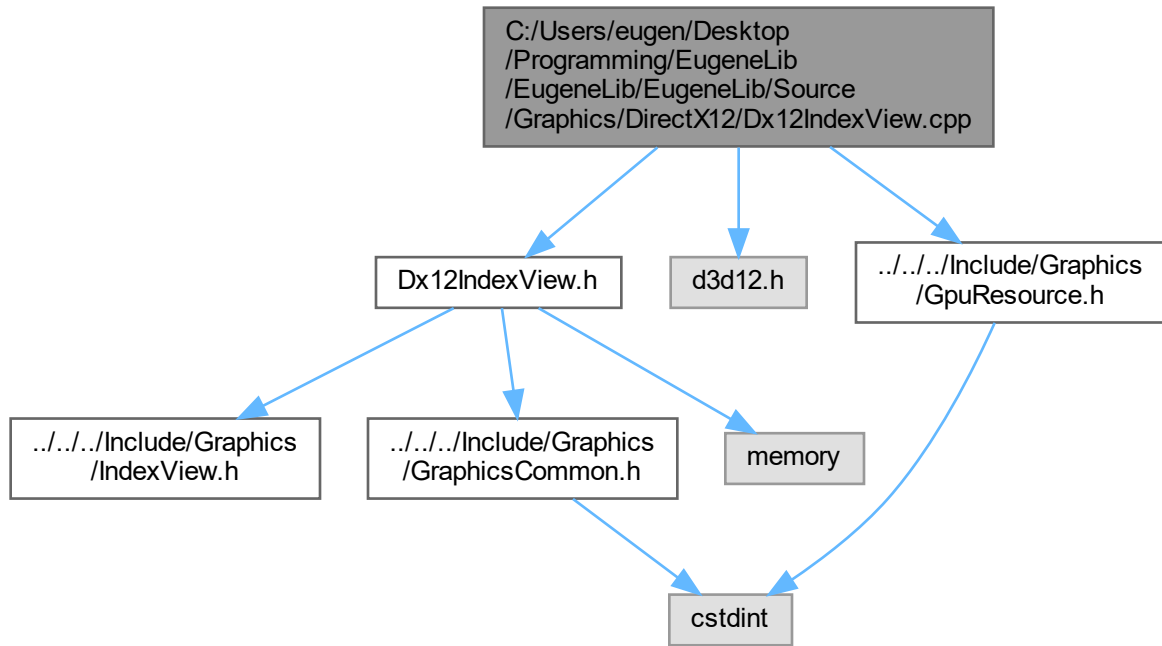 C:/Users/eugen/Desktop
/Programming/EugeneLib
/EugeneLib/EugeneLib/Source
/Graphics/DirectX12/Dx12IndexView.cpp
Dx12IndexView.h
d3d12.h
../../../Include/Graphics
/GpuResource.h
../../../Include/Graphics
/IndexView.h
../../../Include/Graphics
/GraphicsCommon.h
memory
cstdint